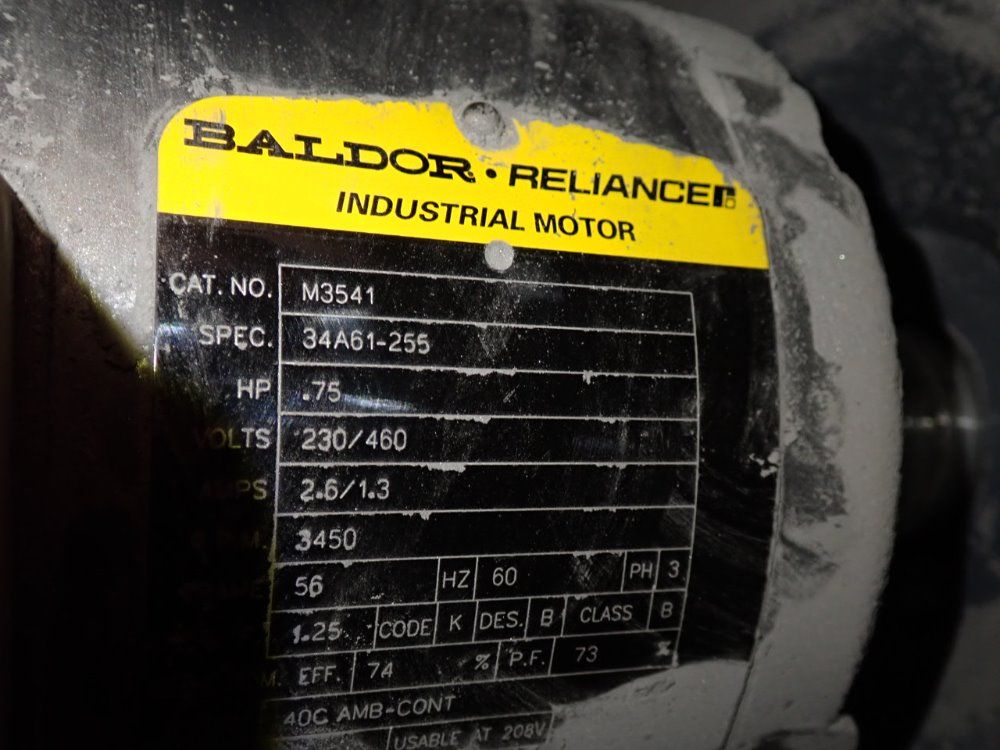 BALDOR • RELIANCE
INDUSTRIAL MOTOR
CAT. NO. M3541
SPEC. 34A61-255
HP .75
VOLTS 230/460
AMPS 2.6/1.3
3450
56 HZ 60 PH 3
1.25 CODE K DES. B CLASS B
EFF. 74 % P.F. 73 %
40C AMB-CONT
USABLE AT 208V